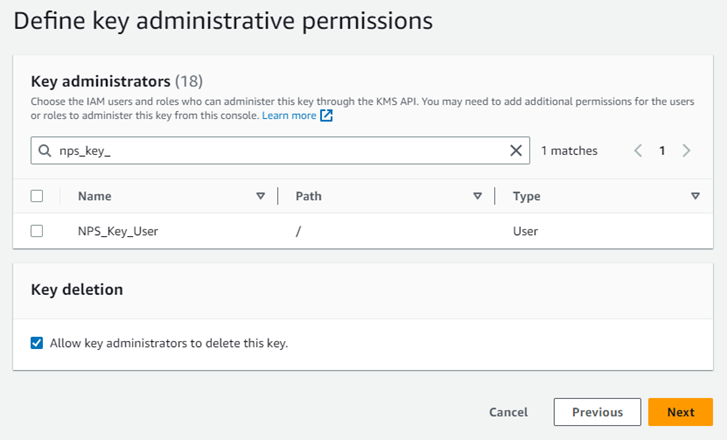 Define key administrative permissions
Key administrators (18)
Choose the IAM users and roles who can administer this key through the KMS API. You may need to add additional permissions for the users
or roles to administer this key from this console. Learn more
nps_key_
1 matches
1
Name
Path
Type
NPS_Key_User
/
User
Key deletion
Allow key administrators to delete this key.
Cancel
Previous
Next